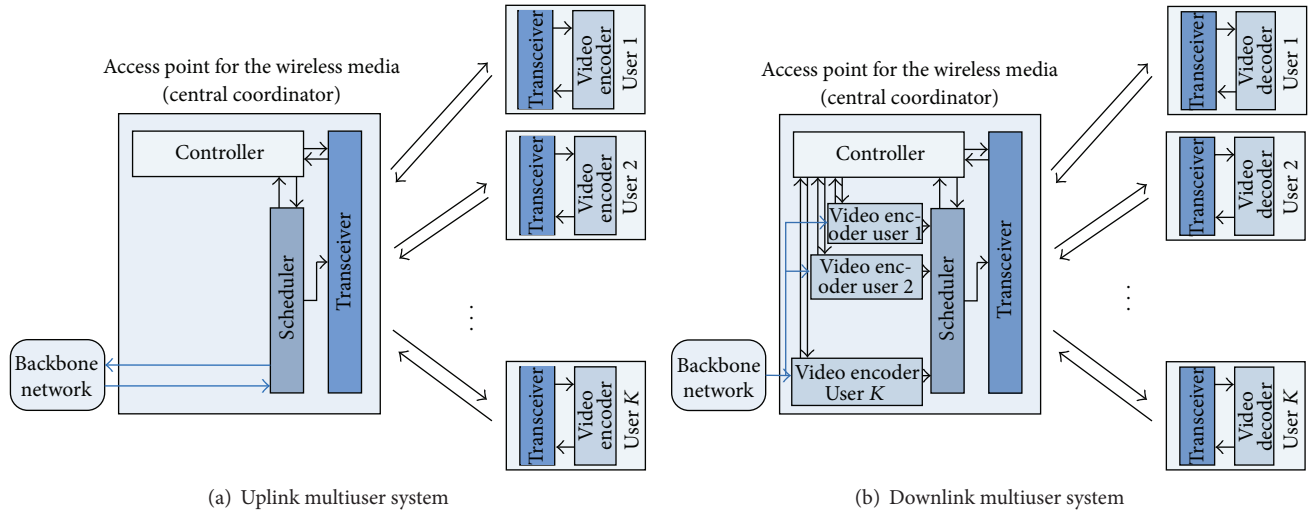 Access point for the wireless media
(central coordinator)
Controller
Scheduler
Transceiver
Backbone
network
Transceiver
Video
encoder
User 1
Transceiver
Video
encoder
User 2
...
Transceiver
Video
encoder
User K
(a) Uplink multiuser system
Access point for the wireless media
(central coordinator)
Controller
Video enc-
oder user 1
Video enc-
oder user 2
Video encoder
User K
Scheduler
Transceiver
Backbone
network
Transceiver
Video
decoder
User 1
Transceiver
Video
decoder
User 2
...
Transceiver
Video
decoder
User K
(b) Downlink multiuser system